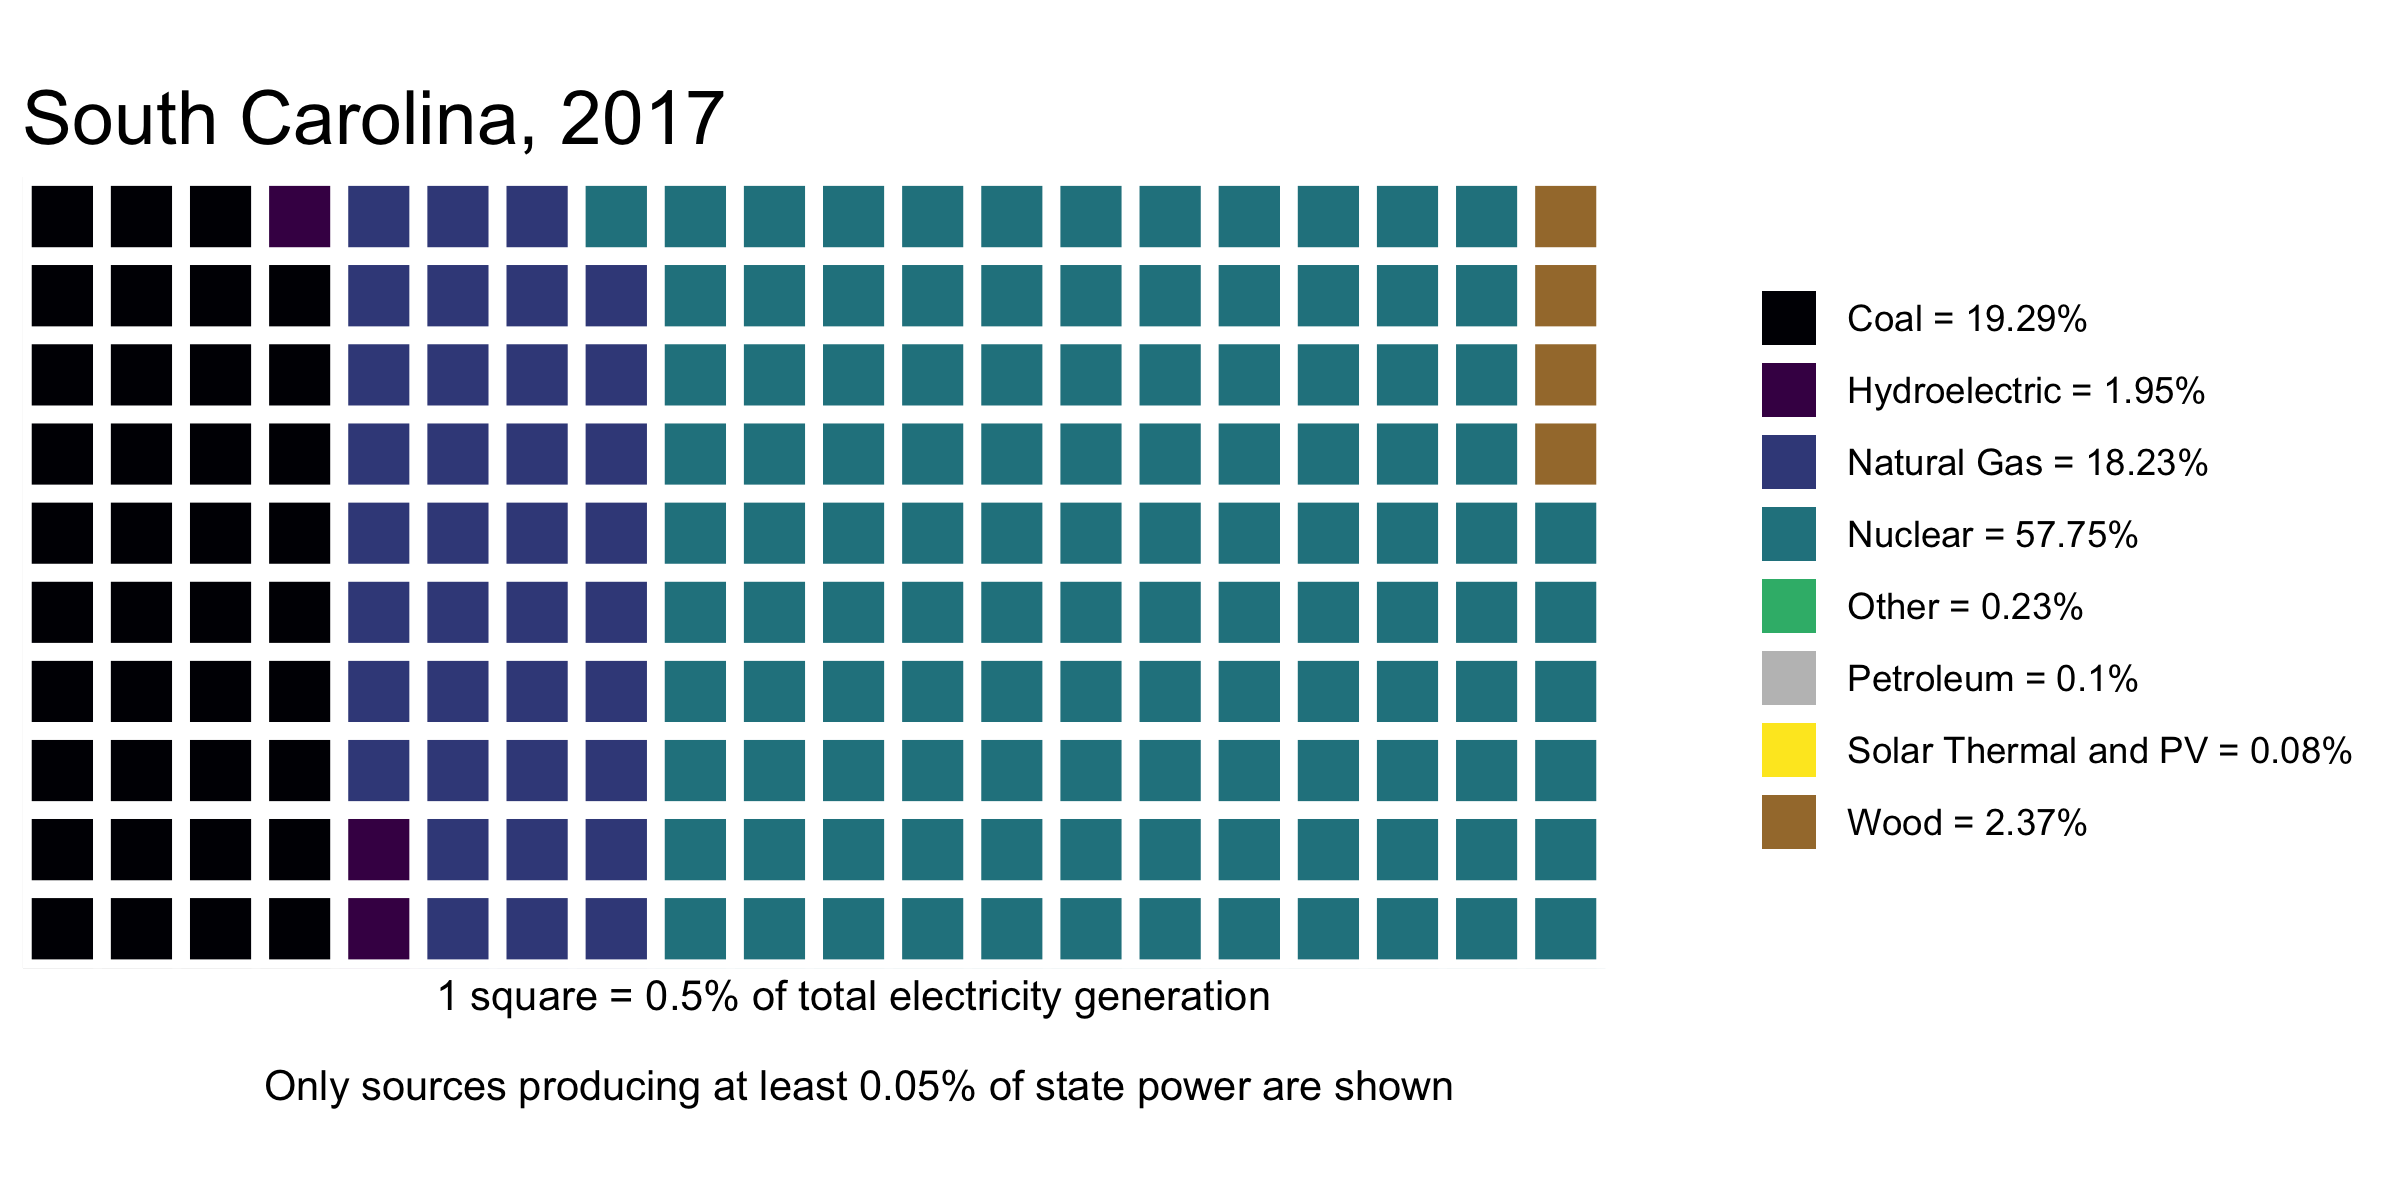 South Carolina, 2017
Coal = 19.29%
Hydroelectric = 1.95%
Natural Gas = 18.23%
Nuclear = 57.75%
Other = 0.23%
Petroleum = 0.1%
Solar Thermal and PV = 0.08%
Wood = 2.37%
1 square = 0.5% of total electricity generation
Only sources producing at least 0.05% of state power are shown